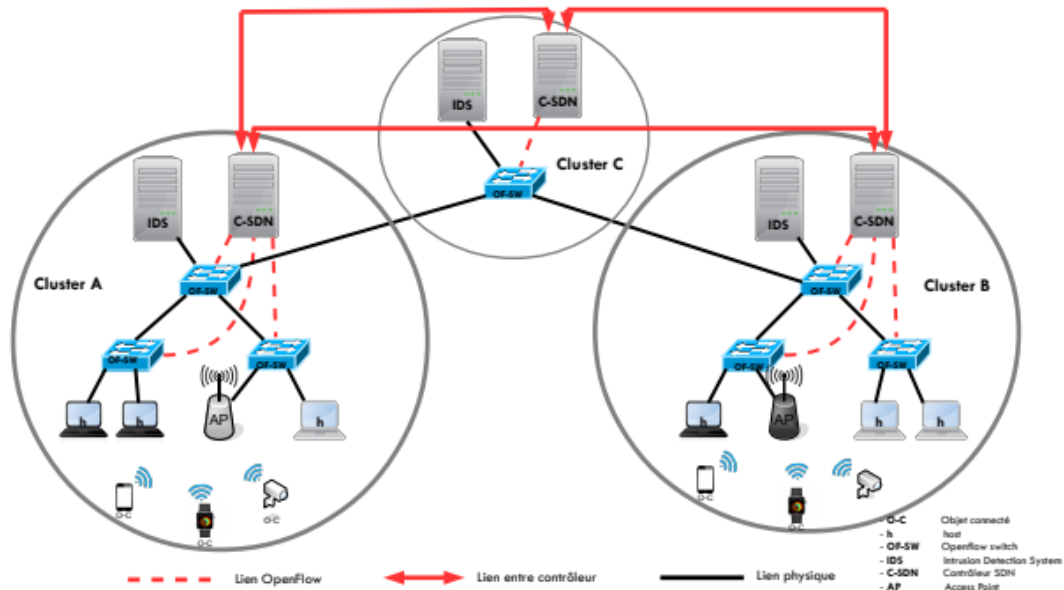 IDS
C-SDN
Cluster C
OF-SW
IDS
C-SDN
Cluster A
OF-SW
OF-SW
OF-SW
h
h
AP
h
O-C
O-C
O-C
IDS
C-SDN
Cluster B
OF-SW
OF-SW
OF-SW
h
AP
h
h
O-C
O-C
- O-C Objet connecté
- h host
- OF-SW Openflow switch
- IDS Intrusion Detection System
- C-SDN Contrôleur SDN
- AP Access Point
Lien OpenFlow
Lien entre contrôleur
Lien physique